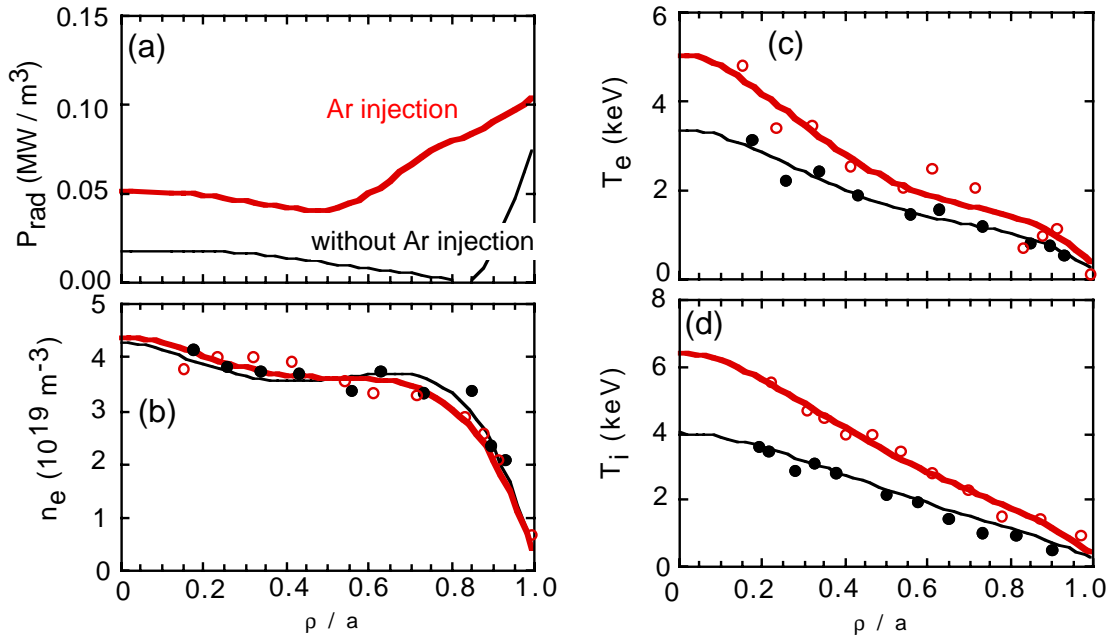 (a)
0.15
0.10
0.05
0.00
P_rad (MW / m^3)
Ar injection
without Ar injection
(b)
5
4
3
2
1
0
n_e (10^19 m^-3)
0 0.2 0.4 0.6 0.8 1.0
ρ / a
(c)
6
4
2
0
T_e (keV)
(d)
8
6
4
2
0
T_i (keV)
0 0.2 0.4 0.6 0.8 1.0
ρ / a